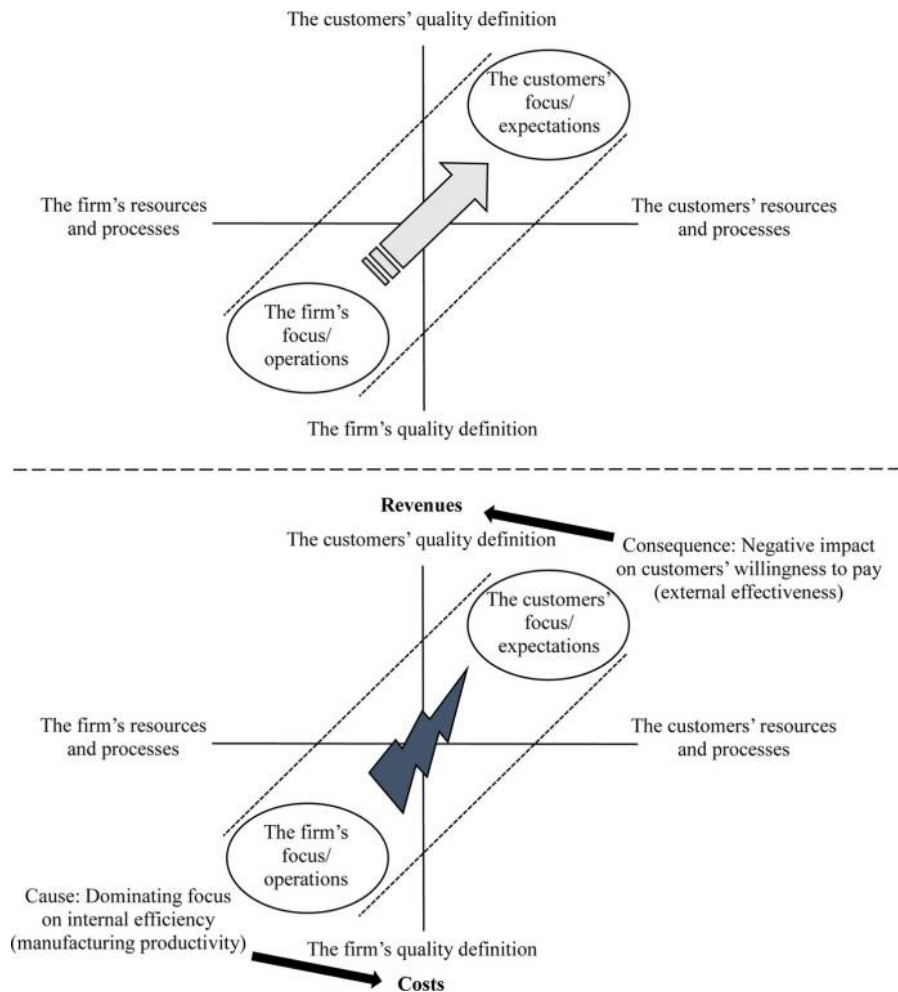 The customers’ quality definition
The customers’
focus/
expectations
The firm’s resources
and processes
The customers’ resources
and processes
The firm’s
focus/
operations
The firm’s quality definition
Revenues
The customers’ quality definition
Consequence: Negative impact
on customers’ willingness to pay
(external effectiveness)
The customers’
focus/
expectations
The firm’s resources
and processes
The customers’ resources
and processes
The firm’s
focus/
operations
Cause: Dominating focus
on internal efficiency
(manufacturing productivity)
The firm’s quality definition
Costs